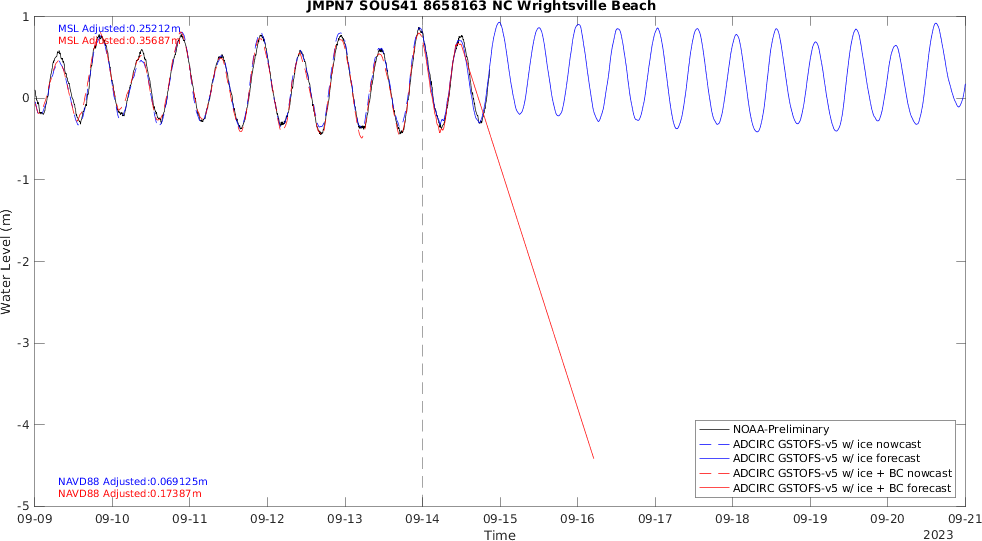 JMPN7 SOUS41 8658163 NC Wrightsville Beach
MSL Adjusted:0.25212m
MSL Adjusted:0.35687m
1
0
-1
-2
-3
-4
-5
Water Level (m)
NAVD88 Adjusted:0.069125m
NAVD88 Adjusted:0.17387m
NOAA-Preliminary
ADCIRC GSTOFS-v5 w/ ice nowcast
ADCIRC GSTOFS-v5 w/ ice forecast
ADCIRC GSTOFS-v5 w/ ice + BC nowcast
ADCIRC GSTOFS-v5 w/ ice + BC forecast
09-09 09-10 09-11 09-12 09-13 09-14 09-15 09-16 09-17 09-18 09-19 09-20 09-21
Time
2023